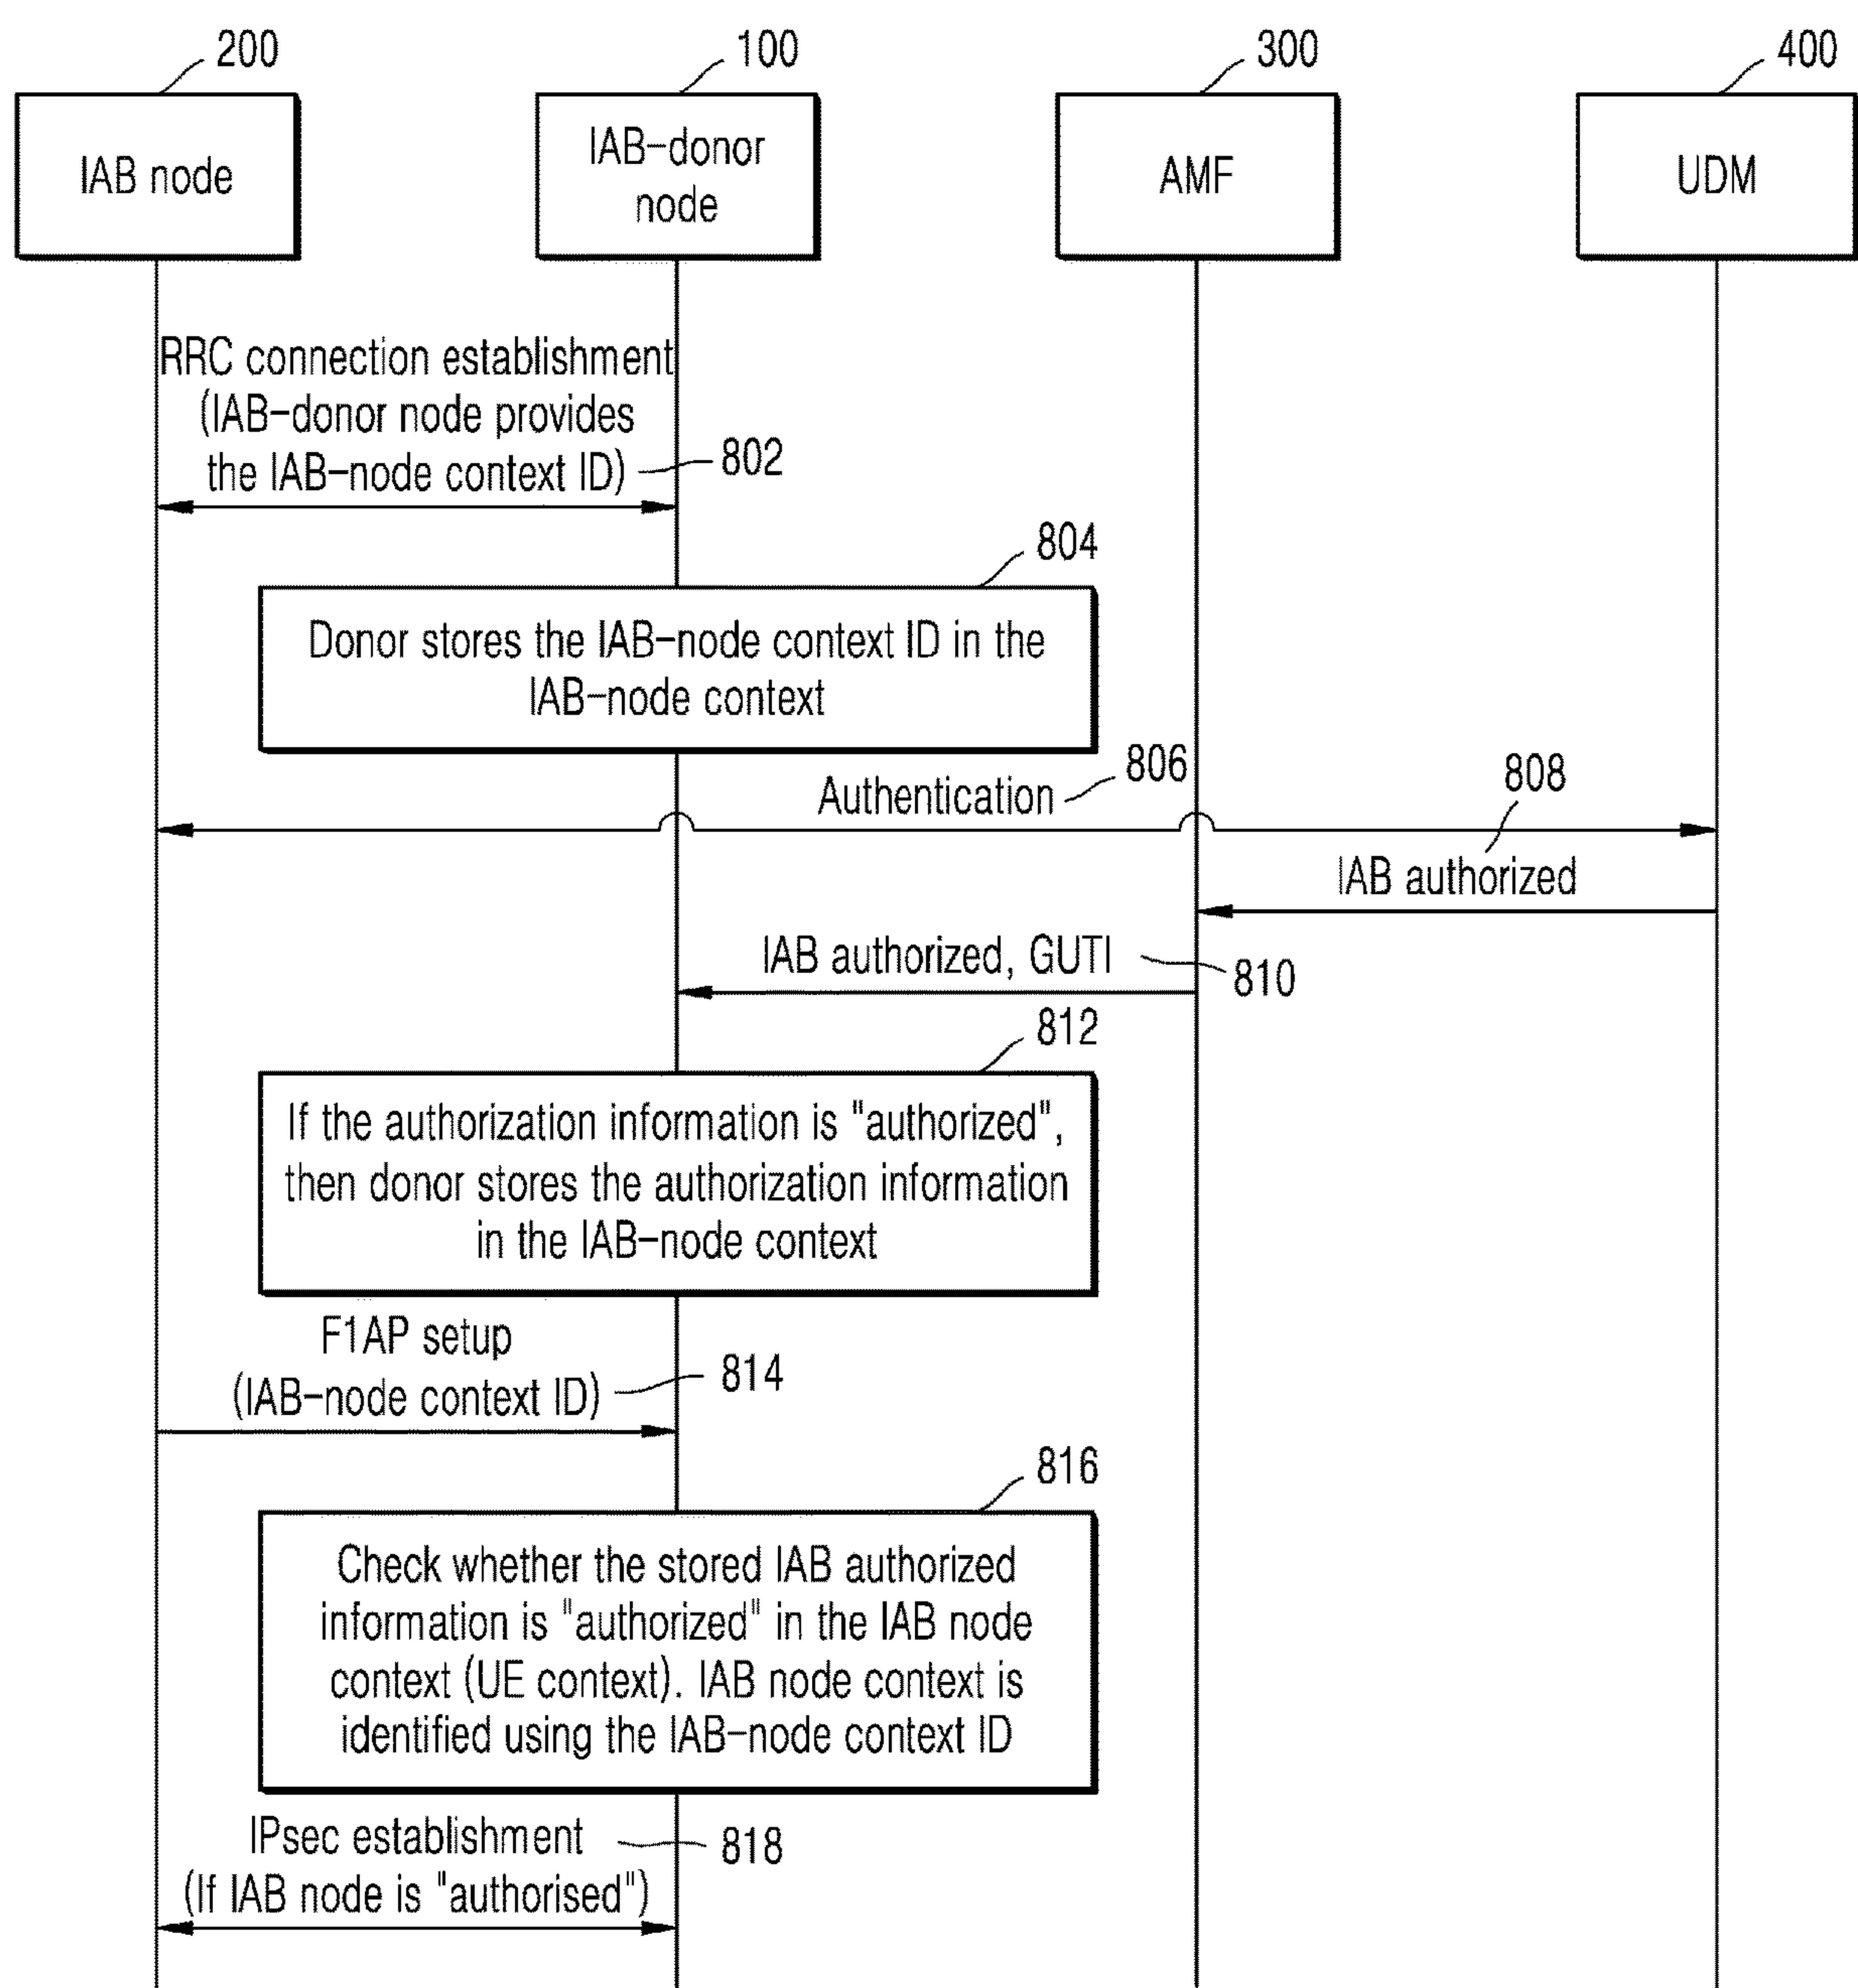 200
100
300
400
IAB node
IAB-donor
node
AMF
UDM
RRC connection establishment
(IAB-donor node provides
the IAB-node context ID)
802
804
Donor stores the IAB-node context ID in the
IAB-node context
806
Authentication
808
IAB authorized
IAB authorized, GUTI
810
812
If the authorization information is "authorized",
then donor stores the authorization information
in the IAB-node context
F1AP setup
(IAB-node context ID)
814
816
Check whether the stored IAB authorized
information is "authorized" in the IAB node
context (UE context). IAB node context is
identified using the IAB-node context ID
IPsec establishment
(If IAB node is "authorised")
818